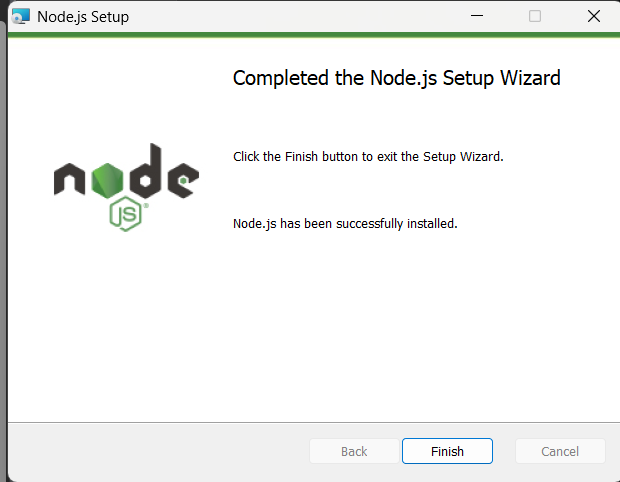 Node.js Setup
Completed the Node.js Setup Wizard
Click the Finish button to exit the Setup Wizard.
node
JS
Node.js has been successfully installed.
Back
Finish
Cancel